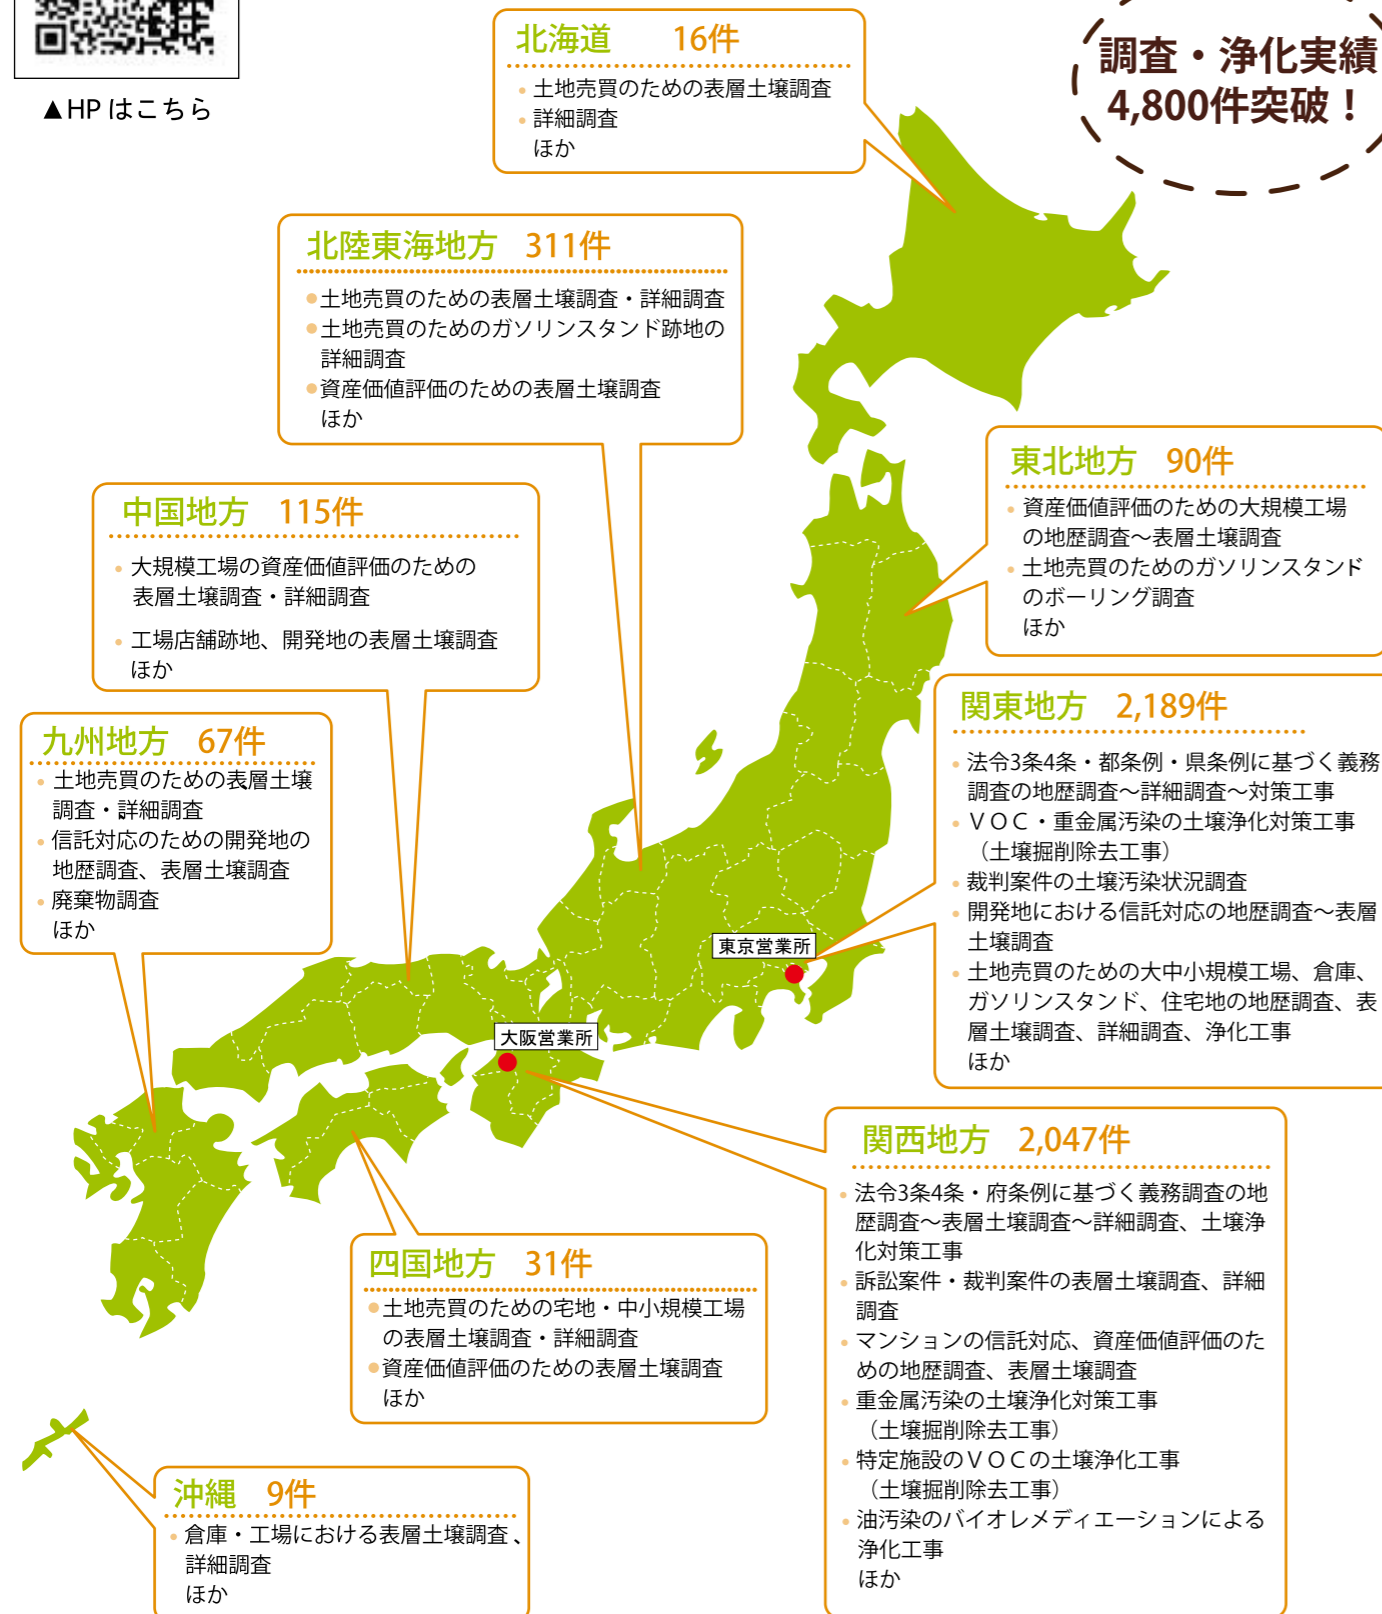 ▲HP はこちら
調査・浄化実績
4,800件突破！
北海道　16件
• 土地売買のための表層土壌調査
• 詳細調査
ほか
北陸東海地方　311件
●土地売買のための表層土壌調査・詳細調査
●土地売買のためのガソリンスタンド跡地の
詳細調査
●資産価値評価のための表層土壌調査
ほか
東北地方　90件
• 資産価値評価のための大規模工場
の地歴調査〜表層土壌調査
• 土地売買のためのガソリンスタンド
のボーリング調査
ほか
中国地方　115件
• 大規模工場の資産価値評価のための
表層土壌調査・詳細調査
• 工場店舗跡地、開発地の表層土壌調査
ほか
関東地方　2,189件
• 法令3条4条・都条例・県条例に基づく義務
調査の地歴調査〜詳細調査〜対策工事
• ＶＯＣ・重金属汚染の土壌浄化対策工事
（土壌掘削除去工事）
• 裁判案件の土壌汚染状況調査
• 開発地における信託対応の地歴調査〜表層
土壌調査
• 土地売買のための大中小規模工場、倉庫、
ガソリンスタンド、住宅地の地歴調査、表
層土壌調査、詳細調査、浄化工事
ほか
九州地方　67件
• 土地売買のための表層土壌
調査・詳細調査
• 信託対応のための開発地の
地歴調査、表層土壌調査
• 廃棄物調査
ほか
東京営業所
大阪営業所
関西地方　2,047件
• 法令3条4条・府条例に基づく義務調査の地
歴調査〜表層土壌調査〜詳細調査、土壌浄
化対策工事
• 訴訟案件・裁判案件の表層土壌調査、詳細
調査
• マンションの信託対応、資産価値評価のた
めの地歴調査、表層土壌調査
• 重金属汚染の土壌浄化対策工事
（土壌掘削除去工事）
• 特定施設のＶＯＣの土壌浄化工事
（土壌掘削除去工事）
• 油汚染のバイオレメディエーションによる
浄化工事
ほか
四国地方　31件
●土地売買のための宅地・中小規模工場
の表層土壌調査・詳細調査
●資産価値評価のための表層土壌調査
ほか
沖縄　9件
• 倉庫・工場における表層土壌調査、
詳細調査
ほか